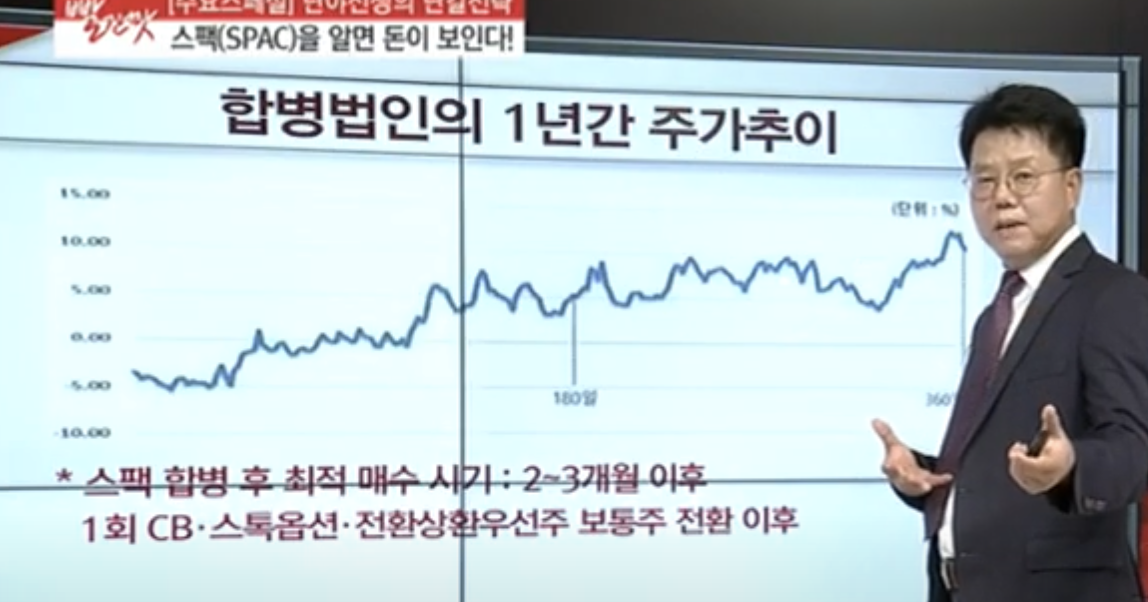 빨간맛
스팩(SPAC)을 알면 돈이 보인다!
합병법인의 1년간 주가추이
15.00
(단위 : %)
10.00
5.00
0.00
-5.00
180일
-10.00
* 스팩 합병 후 최적 매수 시기 : 2~3개월 이후
1회 CB·스톡옵션·전환상환우선주 보통주 전환 이후